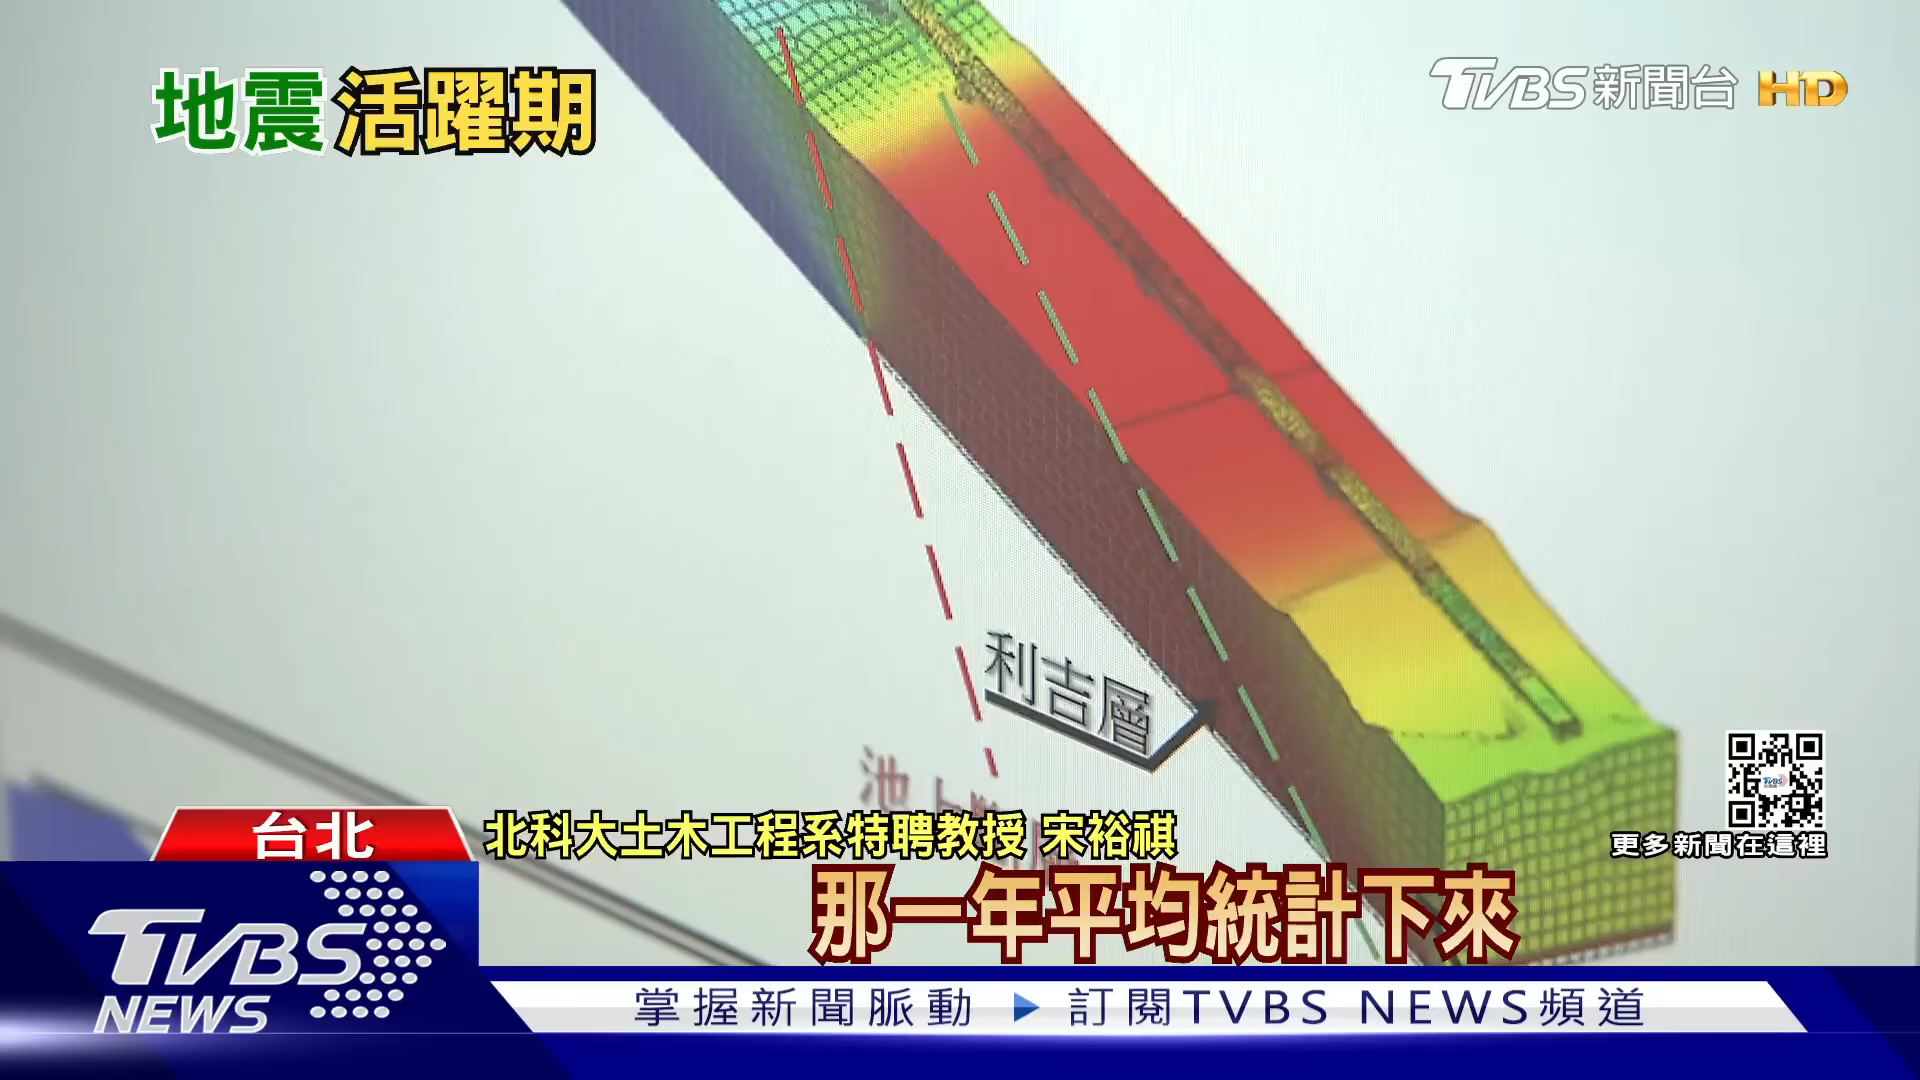 地震活躍期
TVBS新聞台 HD
利吉層
池上
台北
北科大土木工程系特聘教授 宋裕祺
更多新聞在這裡
那一年平均統計下來
TVBS
NEWS
掌握新聞脈動 ▶ 訂閱TVBS NEWS頻道